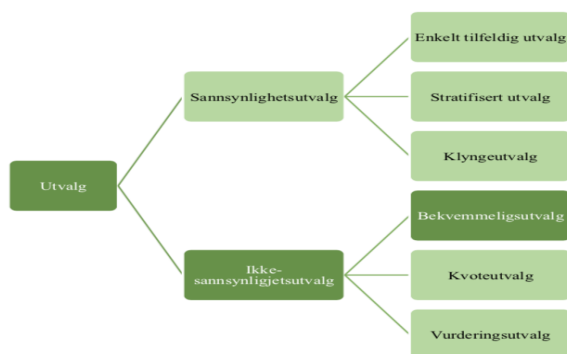 Enkelt tilfeldig utvalg
Sannsynlighetsutvalg
Stratifisert utvalg
Klyngeutvalg
Utvalg
Bekvemmeligsutvalg
Ikke-
sannsynligjetsutvalg
Kvoteutvalg
Vurderingsutvalg